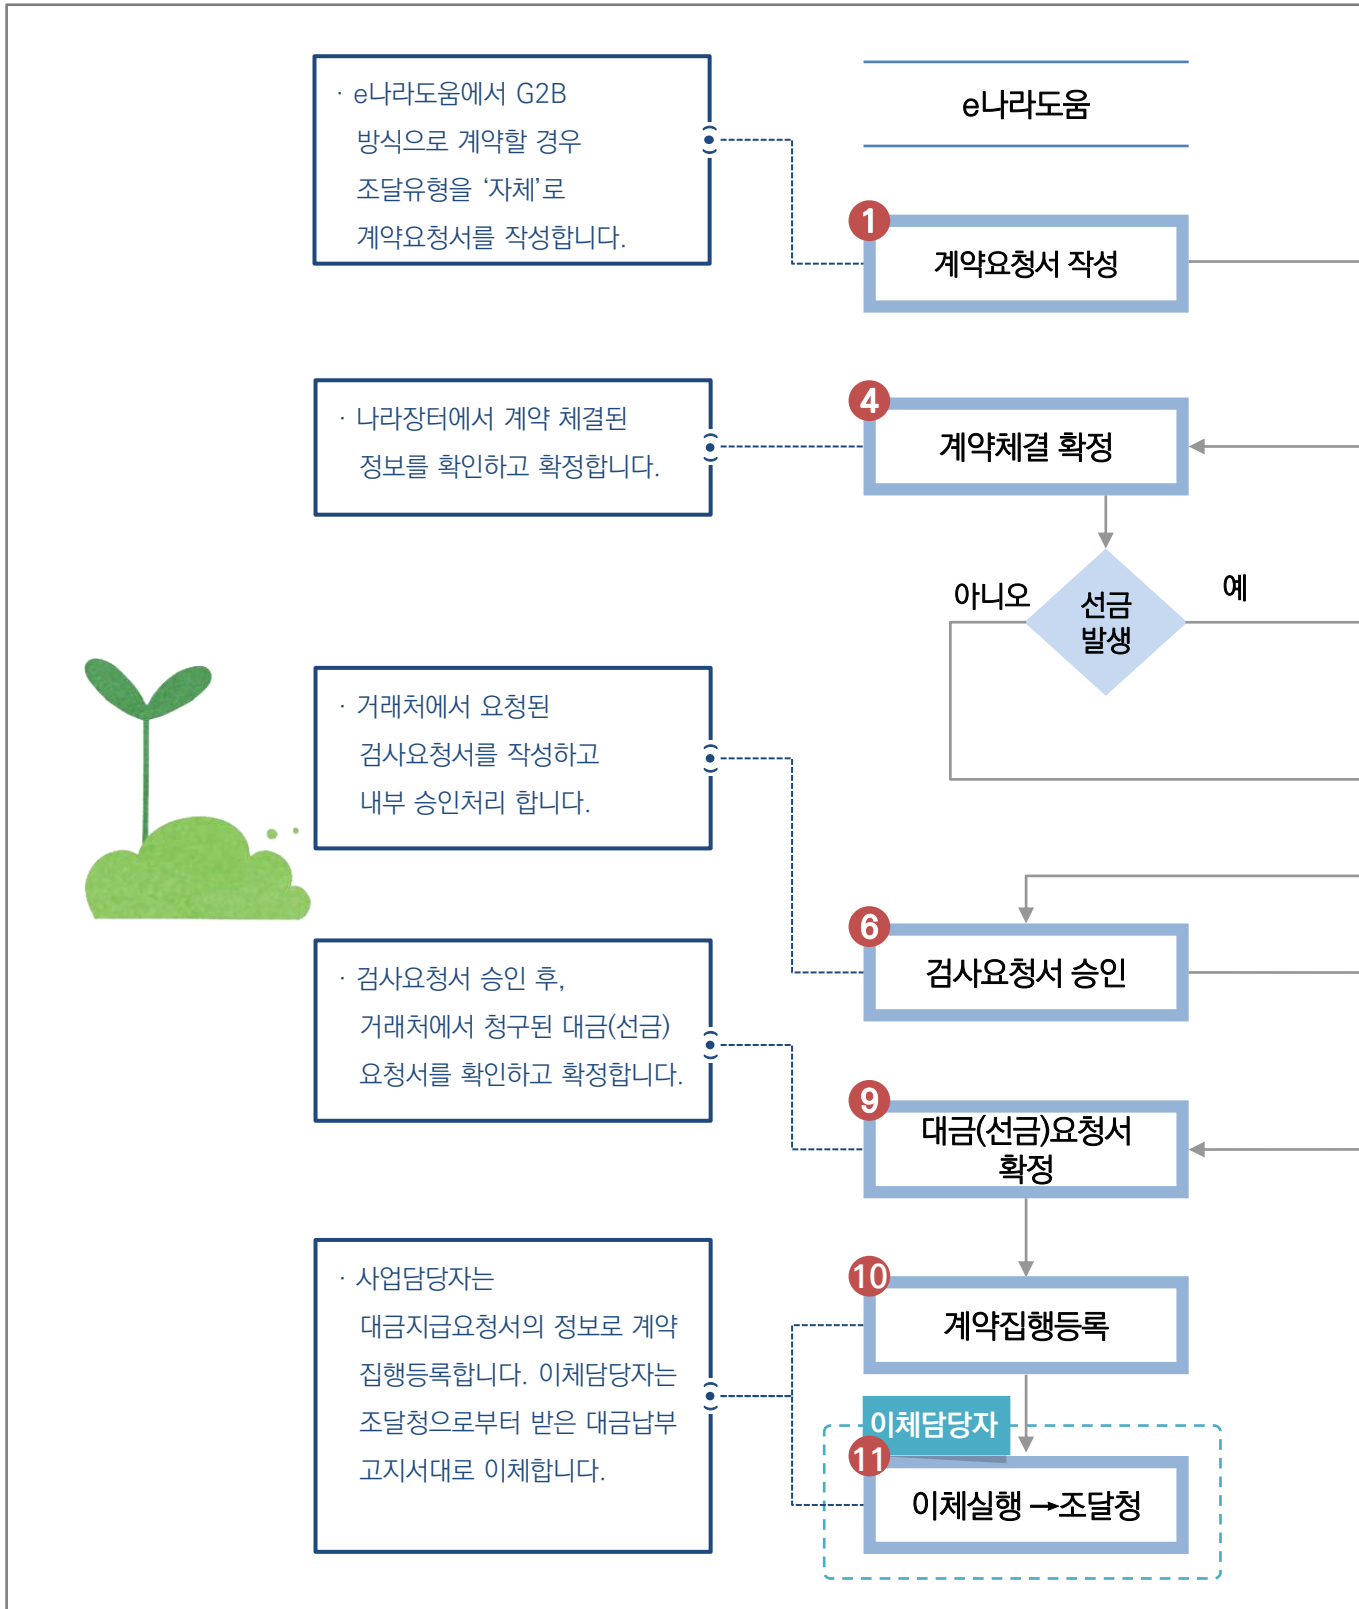 · e나라도움에서 G2B
방식으로 계약할 경우
조달유형을 ‘자체’로
계약요청서를 작성합니다.
e나라도움
1
계약요청서 작성
· 나라장터에서 계약 체결된
정보를 확인하고 확정합니다.
4
계약체결 확정
아니오
선금
발생
예
· 거래처에서 요청된
검사요청서를 작성하고
내부 승인처리 합니다.
6
검사요청서 승인
· 검사요청서 승인 후,
거래처에서 청구된 대금(선금)
요청서를 확인하고 확정합니다.
9
대금(선금)요청서
확정
· 사업담당자는
대금지급요청서의 정보로 계약
집행등록합니다. 이체담당자는
조달청으로부터 받은 대금납부
고지서대로 이체합니다.
10
계약집행등록
이체담당자
11
이체실행 →조달청